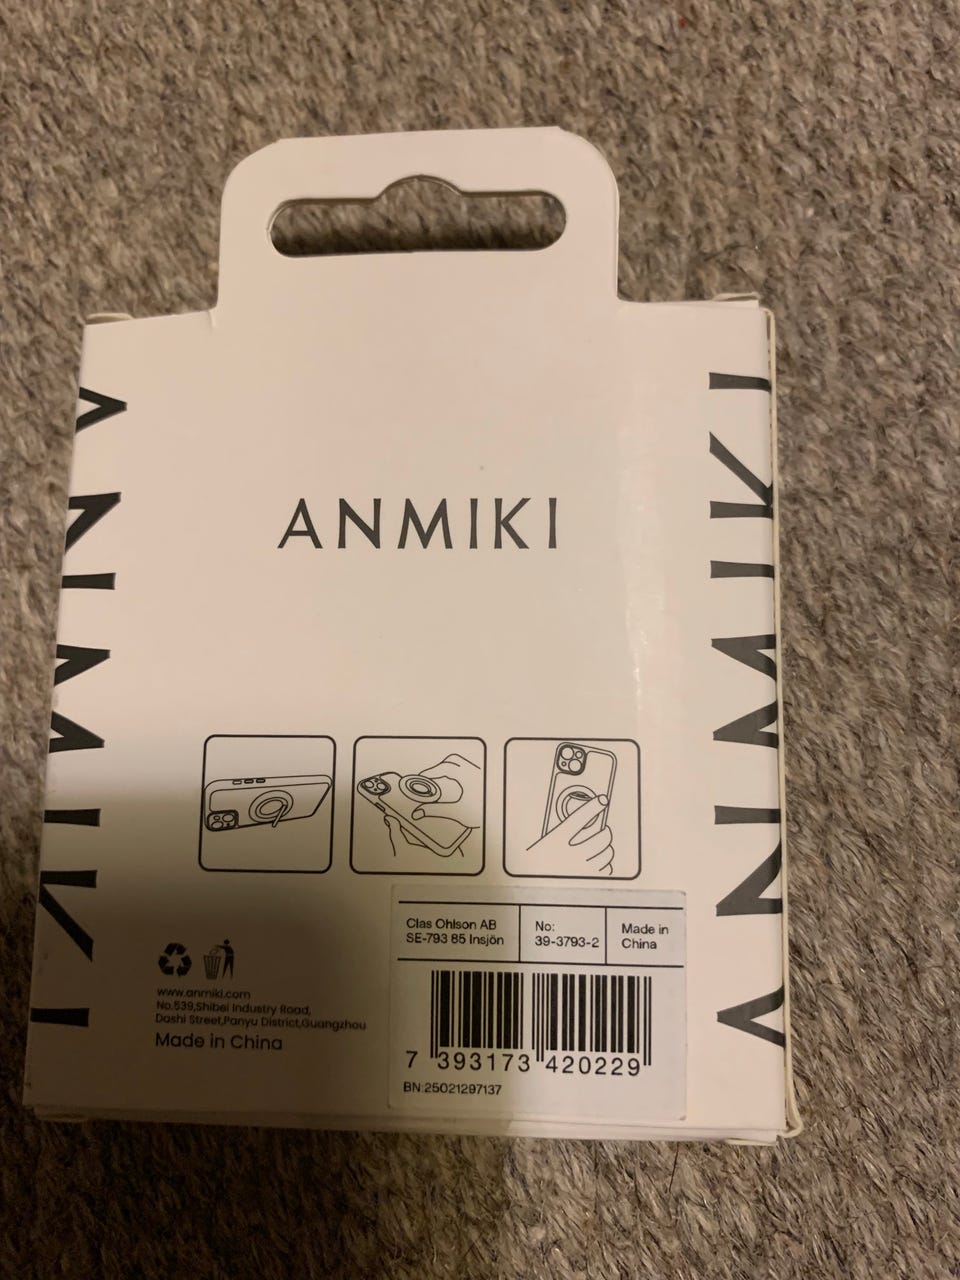 ANMIKI
ANMIKI
ANMIKI
Clas Ohlson AB
SE-793 85 Insjön
No:
39-3793-2
Made in
China
www.anmiki.com
No.539,Shibei Industry Road,
Dashi Street,Panyu District,Guangzhou
Made in China
7 393173 420229
BN:25021297137